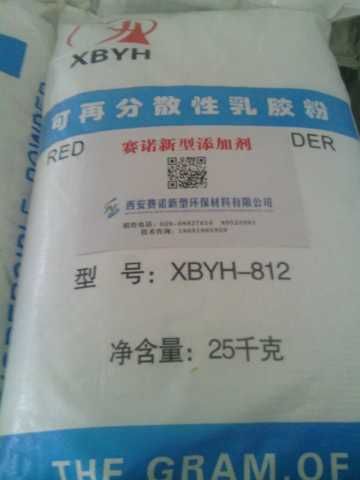 XBYH
可再分散性乳胶粉
RED
DER
赛诺新型添加剂
西安赛诺新型环保材料有限公司
型 号：XBYH-812
净含量：25千克
THE GRAM.OF